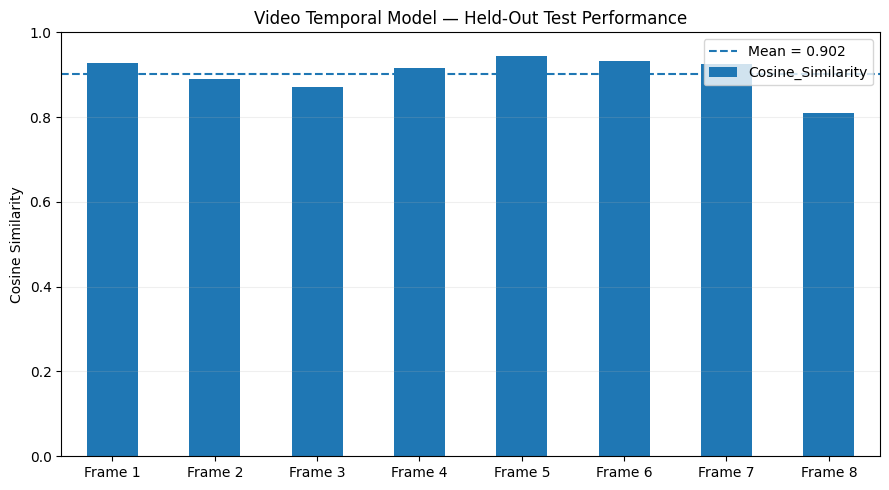 Video Temporal Model — Held-Out Test Performance
Mean = 0.902
Cosine_Similarity
Cosine Similarity
1.0
0.8
0.6
0.4
0.2
0.0
Frame 1 Frame 2 Frame 3 Frame 4 Frame 5 Frame 6 Frame 7 Frame 8